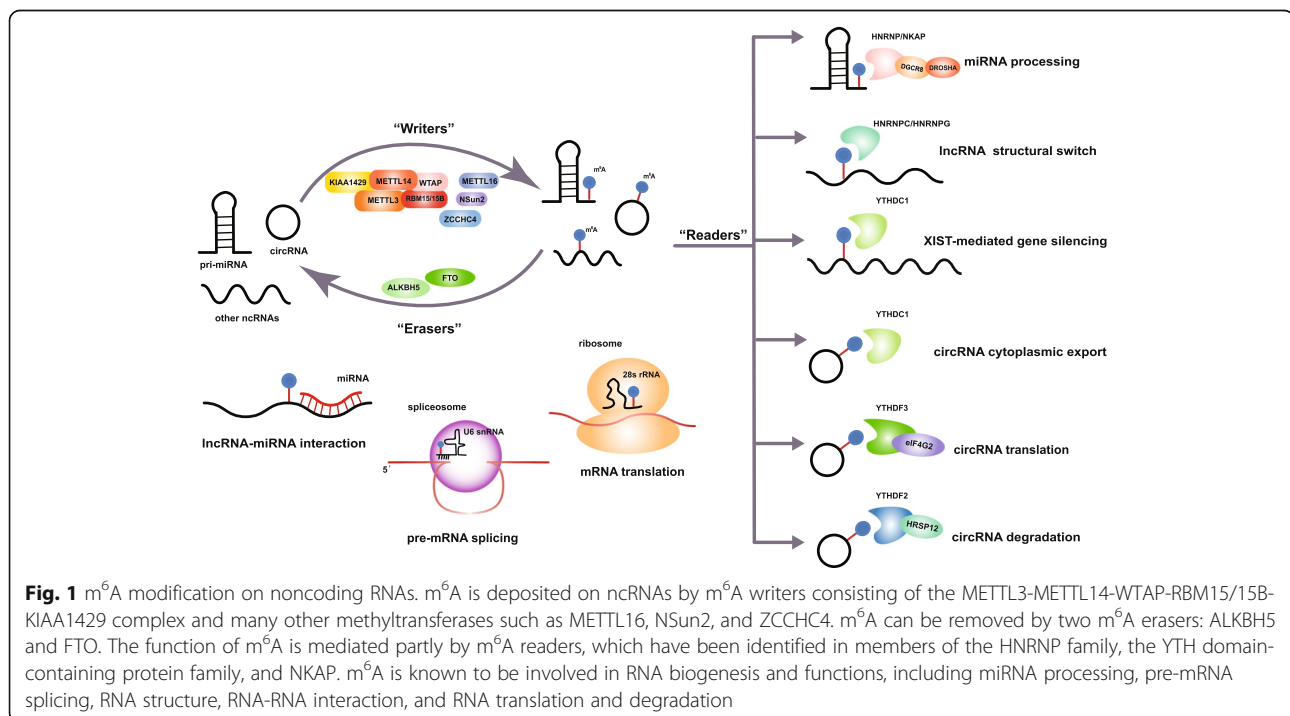 “Writers”
KIAA1429
METTL14
WTAP
METTL3
RBM15/15B
METTL16
NSun2
ZCCHC4
pri-miRNA
circRNA
other ncRNAs
ALKBH5
FTO
“Erasers”
m⁶A
m⁶A
m⁶A
“Readers”
HNRNP/NKAP
DGCR8
DROSHA
miRNA processing
HNRNPC/HNRNPG
lncRNA structural switch
YTHDC1
XIST-mediated gene silencing
YTHDC1
circRNA cytoplasmic export
YTHDF3
eIF4G2
circRNA translation
YTHDF2
HRSP12
circRNA degradation
miRNA
lncRNA-miRNA interaction
spliceosome
U6 snRNA
5´
pre-mRNA splicing
ribosome
28s rRNA
mRNA translation
Fig. 1 m⁶A modification on noncoding RNAs. m⁶A is deposited on ncRNAs by m⁶A writers consisting of the METTL3-METTL14-WTAP-RBM15/15B-
KIAA1429 complex and many other methyltransferases such as METTL16, NSun2, and ZCCHC4. m⁶A can be removed by two m⁶A erasers: ALKBH5
and FTO. The function of m⁶A is mediated partly by m⁶A readers, which have been identified in members of the HNRNP family, the YTH domain-
containing protein family, and NKAP. m⁶A is known to be involved in RNA biogenesis and functions, including miRNA processing, pre-mRNA
splicing, RNA structure, RNA-RNA interaction, and RNA translation and degradation